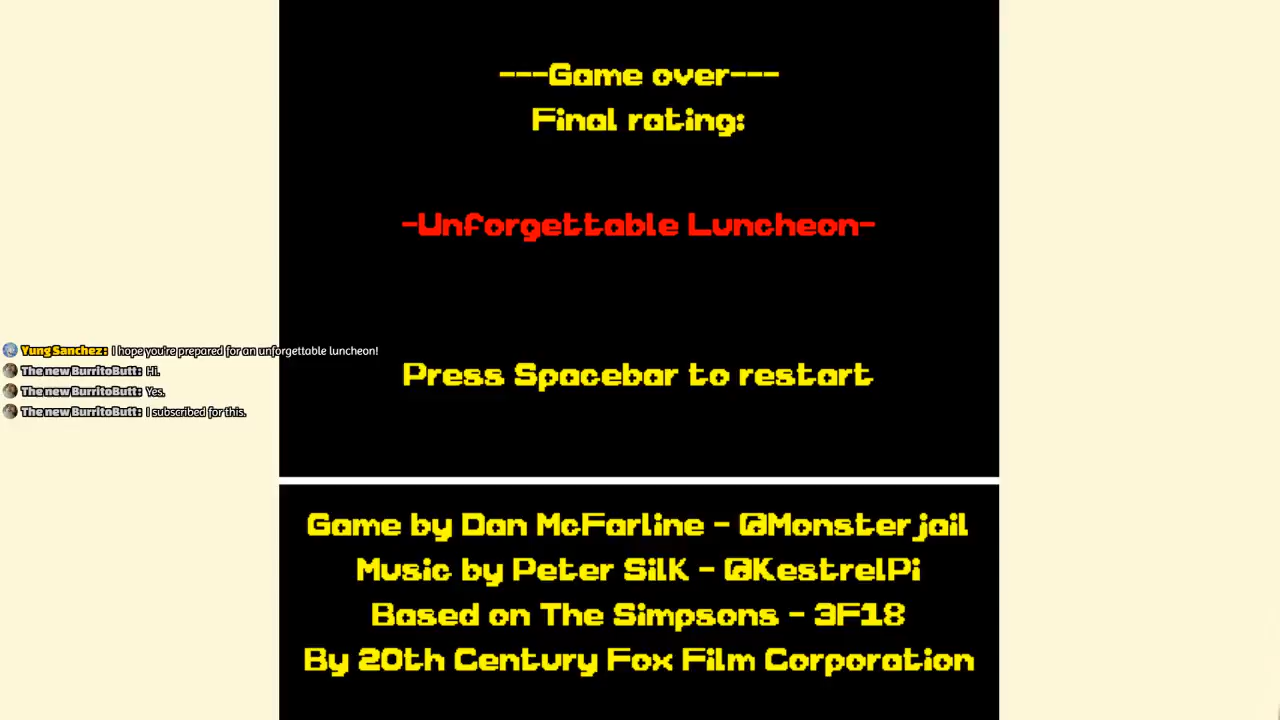 ---Game over---
Final rating:
-Unforgettable Luncheon-
Yung Sanchez: I hope you're prepared for an unforgettable luncheon!
The new BurritoButt: Hi.
Press Spacebar to restart
The new BurritoButt: Yes.
The new BurritoButt: I subscribed for this.
Game by Dan McFarline - @Monsterjail
Music by Peter Silk - @KestrelPi
Based on The Simpsons - 3F18
By 20th Century Fox Film Corporation